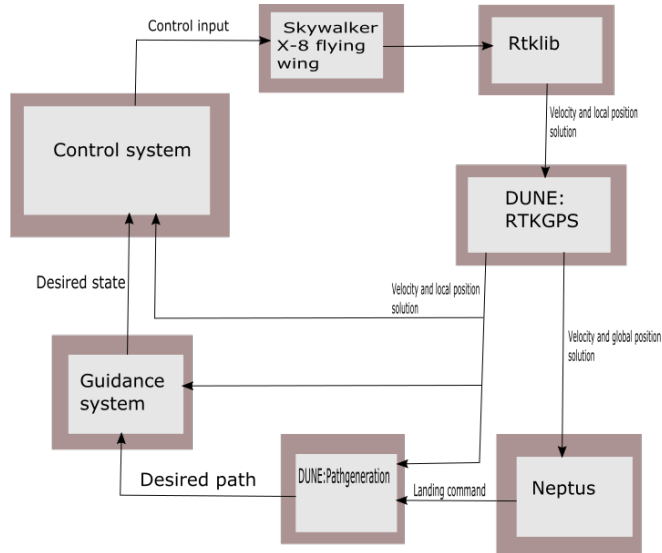 Control input
Skywalker
X-8 flying
wing
Rtklib
Velocity and local position
solution
Control system
DUNE:
RTKGPS
Desired state
Velocity and local position
solution
Velocity and global position
solution
Guidance
system
Desired path
DUNE:Pathgeneration
Landing command
Neptus